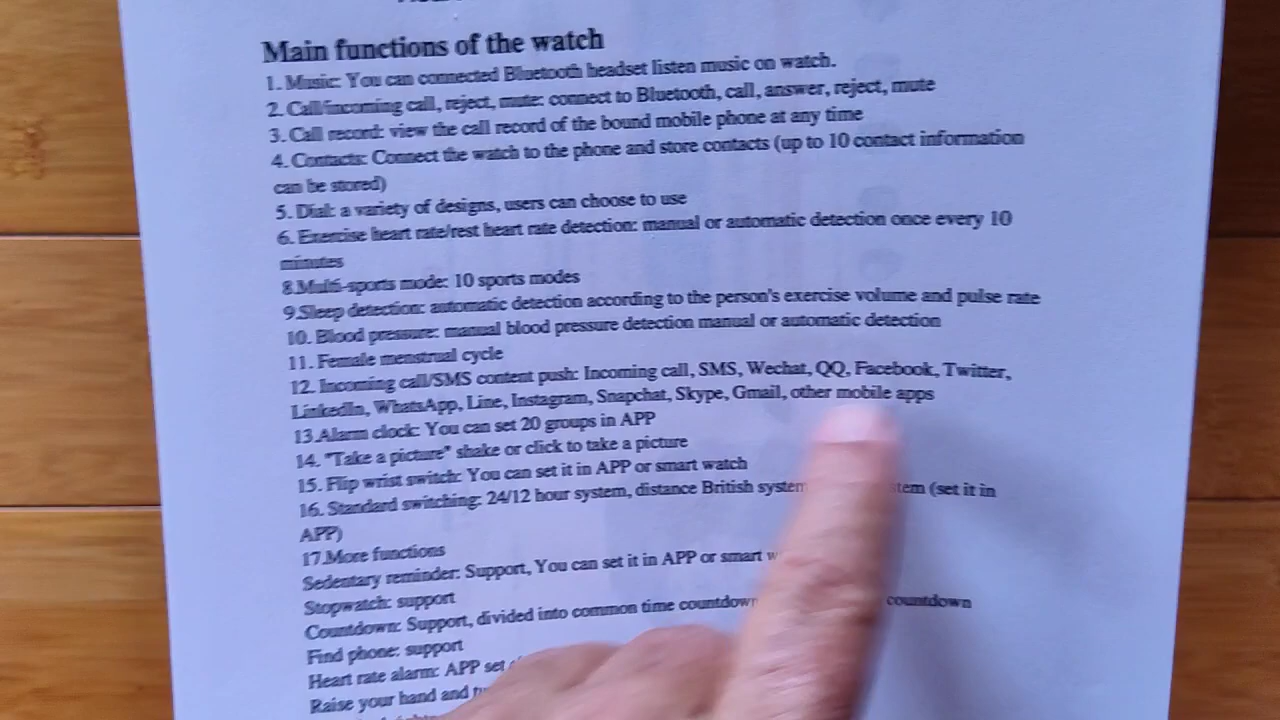 Main functions of the watch
1. Music: You can connected Bluetooth headset listen music on watch.
2. Call/incoming call, reject, mute: connect to Bluetooth, call, answer, reject, mute
3. Call record: view the call record of the bound mobile phone at any time
4. Contacts: Connect the watch to the phone and store contacts (up to 10 contact information
can be stored)
5. Dial: a variety of designs, users can choose to use
6. Exercise heart rate/rest heart rate detection: manual or automatic detection once every 10
minutes
8.Multi-sports mode: 10 sports modes
9.Sleep detection: automatic detection according to the person's exercise volume and pulse rate
10. Blood pressure: manual blood pressure detection manual or automatic detection
11. Female menstrual cycle
12. Incoming call/SMS content push: Incoming call, SMS, Wechat, QQ, Facebook, Twitter,
LinkedIn, WhatsApp, Line, Instagram, Snapchat, Skype, Gmail, other mobile apps
13.Alarm clock: You can set 20 groups in APP
14. "Take a picture" shake or click to take a picture
15. Flip wrist switch: You can set it in APP or smart watch
16. Standard switching: 24/12 hour system, distance British system (set it in
APP)
17.More functions
Sedentary reminder: Support, You can set it in APP or smart
Stopwatch: support
Countdown: Support, divided into common time countdown countdown
Find phone: support
Heart rate alarm: APP set
Raise your hand and